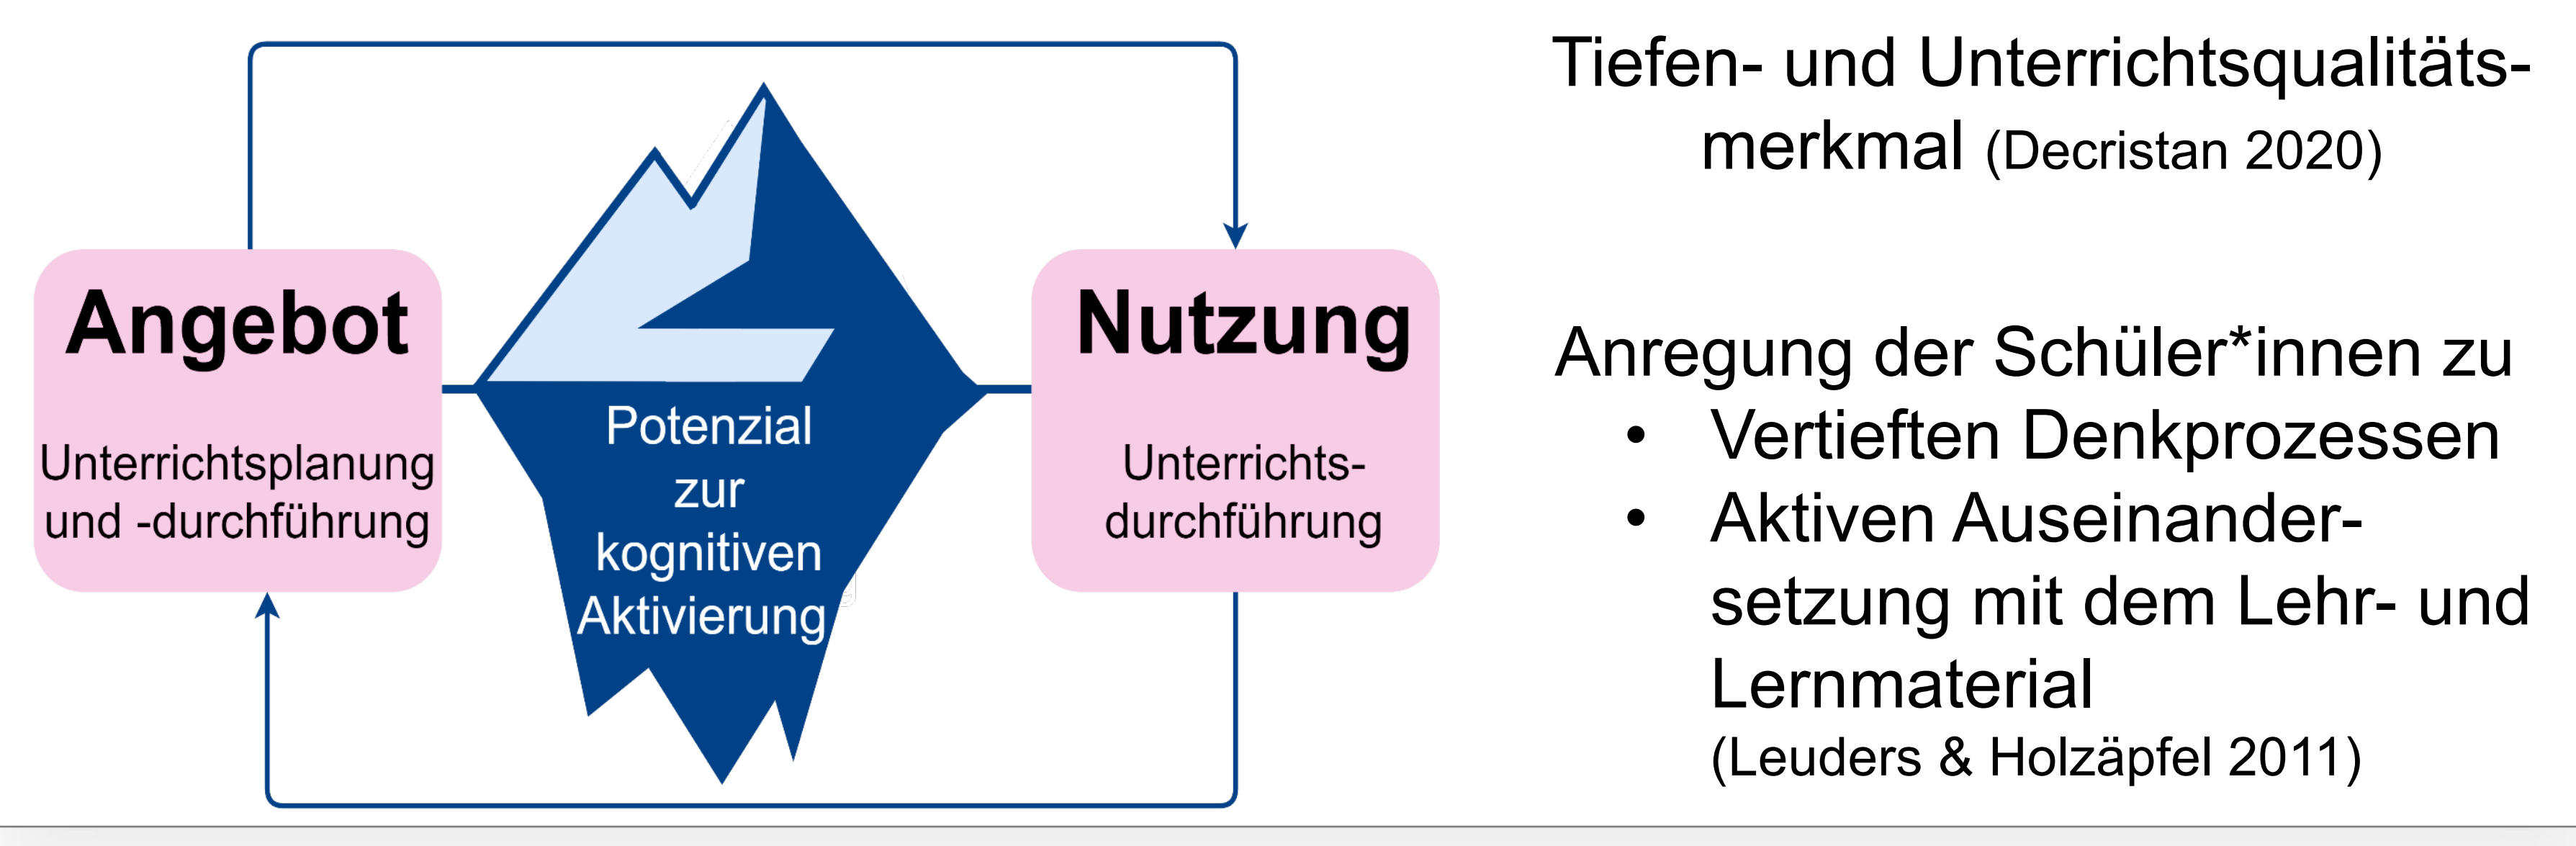 Angebot
Unterrichtsplanung
und -durchführung
Potenzial
zur
kognitiven
Aktivierung
Nutzung
Unterrichts-
durchführung
Tiefen- und Unterrichtsqualitäts-
merkmal (Decristan 2020)
Anregung der Schüler*innen zu
• Vertieften Denkprozessen
• Aktiven Auseinander-
setzung mit dem Lehr- und
Lernmaterial
(Leuders & Holzäpfel 2011)